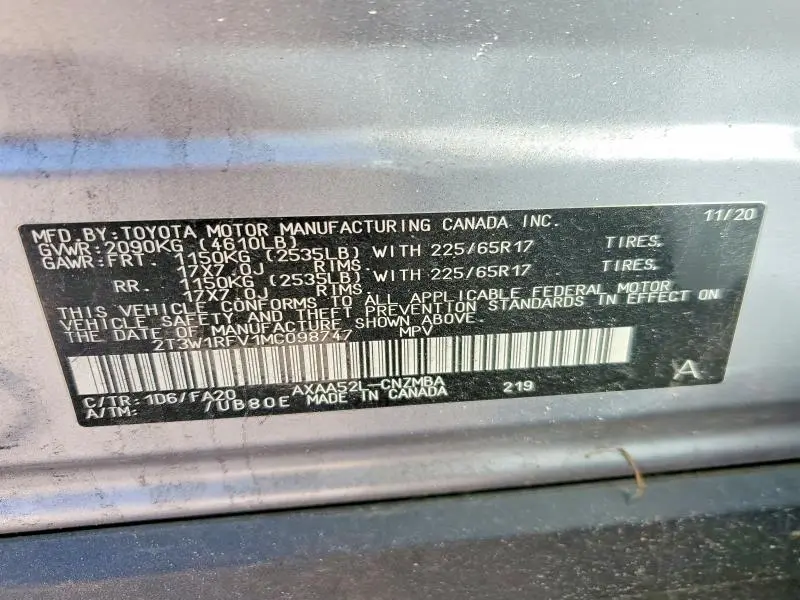 MFD BY:TOYOTA MOTOR MANUFACTURING CANADA INC. 11/20
GVWR:2090KG (4610LB)
GAWR:FRT. 1150KG (2535LB) WITH 225/65R17 TIRES,
17X7.0J RIMS
RR. 1150KG (2535LB) WITH 225/65R17 TIRES,
17X7.0J RIMS
THIS VEHICLE CONFORMS TO ALL APPLICABLE FEDERAL MOTOR
VEHICLE SAFETY AND THEFT PREVENTION STANDARDS IN EFFECT ON
THE DATE OF MANUFACTURE SHOWN ABOVE.
2T3W1RFV1MC098747 MPV
A
C/TR: 1D6/FA20 AXAA52L-CNZMBA 219
A/TM: /UB80E MADE IN CANADA